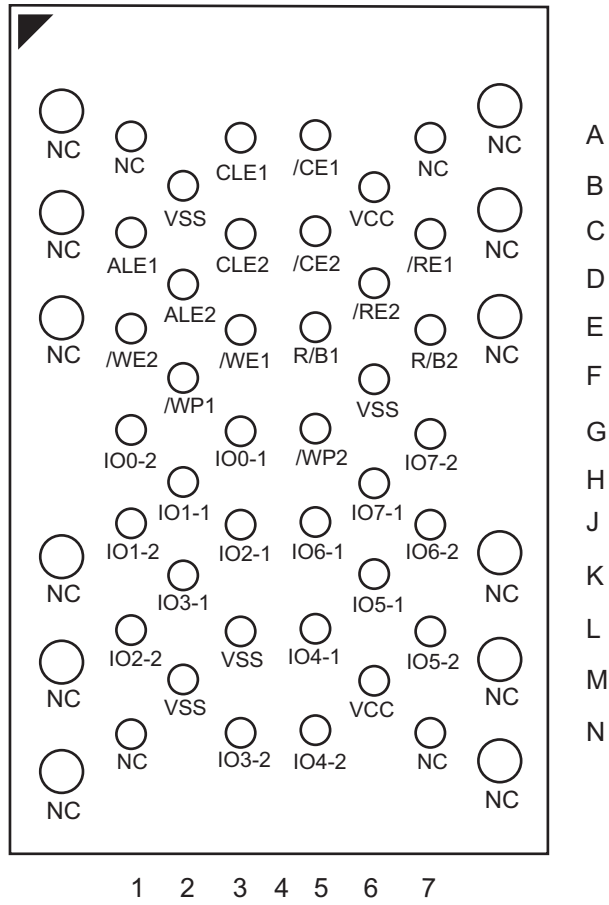 NC NC A
NC CLE1 /CE1 NC
B
VSS VCC
NC NC C
ALE1 CLE2 /CE2 /RE1
D
ALE2 /RE2
NC NC E
/WE2 /WE1 R/B1 R/B2
F
/WP1 VSS
G
IO0-2 IO0-1 /WP2 IO7-2
H
IO1-1 IO7-1
J
IO1-2 IO2-1 IO6-1 IO6-2
K
NC IO3-1 IO5-1 NC
L
IO2-2 VSS IO4-1 IO5-2
M
NC VSS VCC NC
N
NC IO3-2 IO4-2 NC
NC NC
1 2 3 4 5 6 7